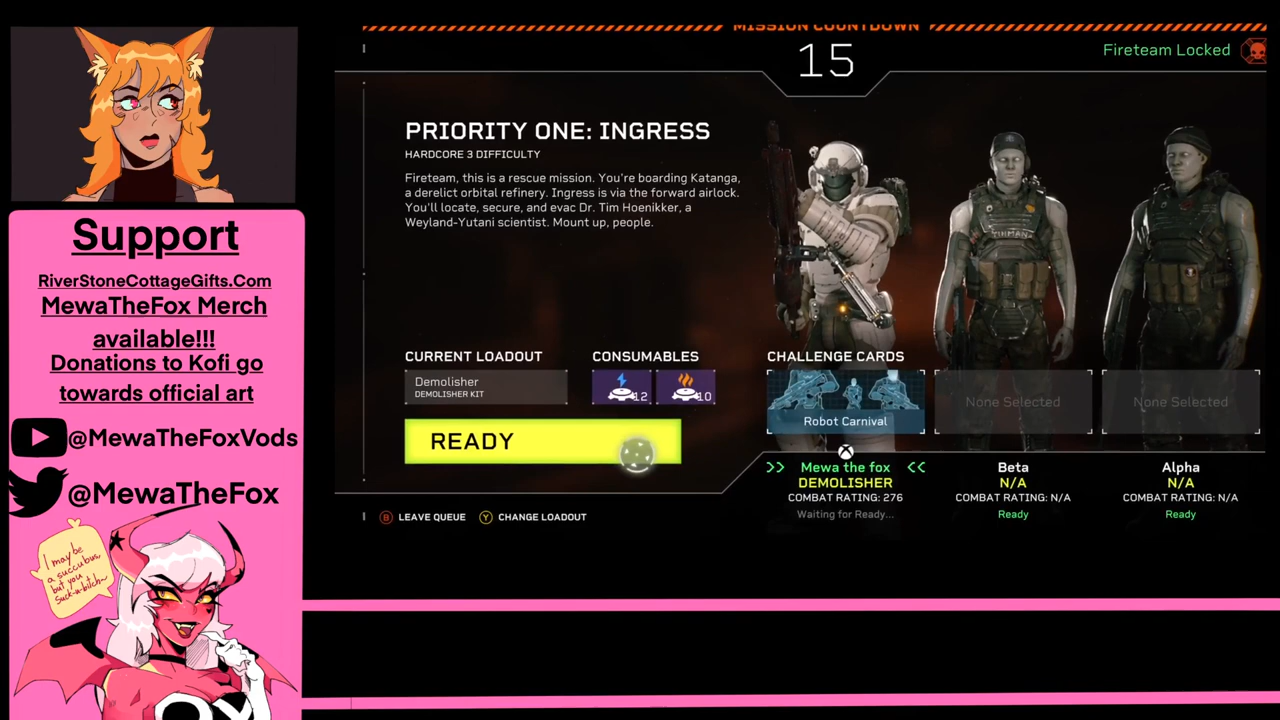 Support
RiverStoneCottageGifts.Com
MewaTheFox Merch
available!!!
Donations to Kofi go
towards official art
@MewaTheFoxVods
@MewaTheFox
I maybe
a succubus,
but you
suck-a-bitch~
MISSION COUNTDOWN
15
Fireteam Locked
PRIORITY ONE: INGRESS
HARDCORE 3 DIFFICULTY
Fireteam, this is a rescue mission. You're boarding Katanga,
a derelict orbital refinery. Ingress is via the forward airlock.
You'll locate, secure, and evac Dr. Tim Hoenikker, a
Weyland-Yutani scientist. Mount up, people.
CURRENT LOADOUT
Demolisher
DEMOLISHER KIT
CONSUMABLES
12
10
READY
B LEAVE QUEUE Y CHANGE LOADOUT
CHALLENGE CARDS
Robot Carnival
None Selected
None Selected
>> Mewa the fox <<
DEMOLISHER
COMBAT RATING: 276
Waiting for Ready...
Beta
N/A
COMBAT RATING: N/A
Ready
Alpha
N/A
COMBAT RATING: N/A
Ready